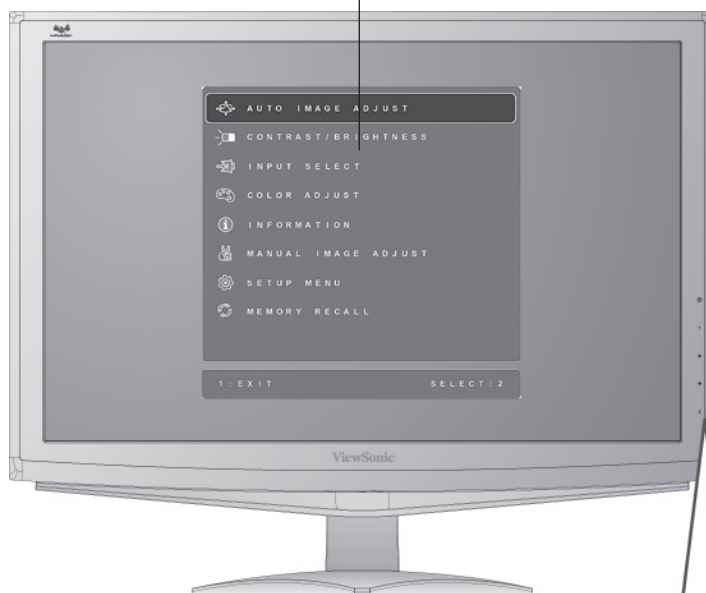 AUTO IMAGE ADJUST
CONTRAST/BRIGHTNESS
INPUT SELECT
COLOR ADJUST
INFORMATION
MANUAL IMAGE ADJUST
SETUP MENU
MEMORY RECALL
1:EXIT SELECT:2
ViewSonic